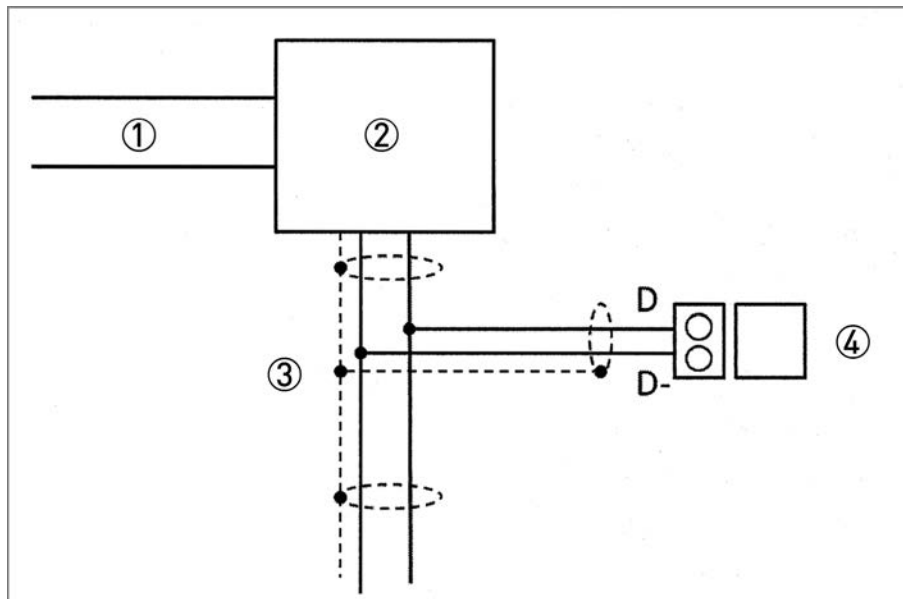 ①
②
D
③
④
D-